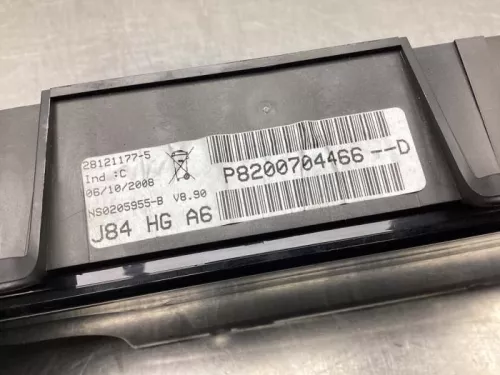 28121177-5
Ind :C
06/10/2008
NS0205955-B V8.90
J84 HG A6
P8200704466 --D